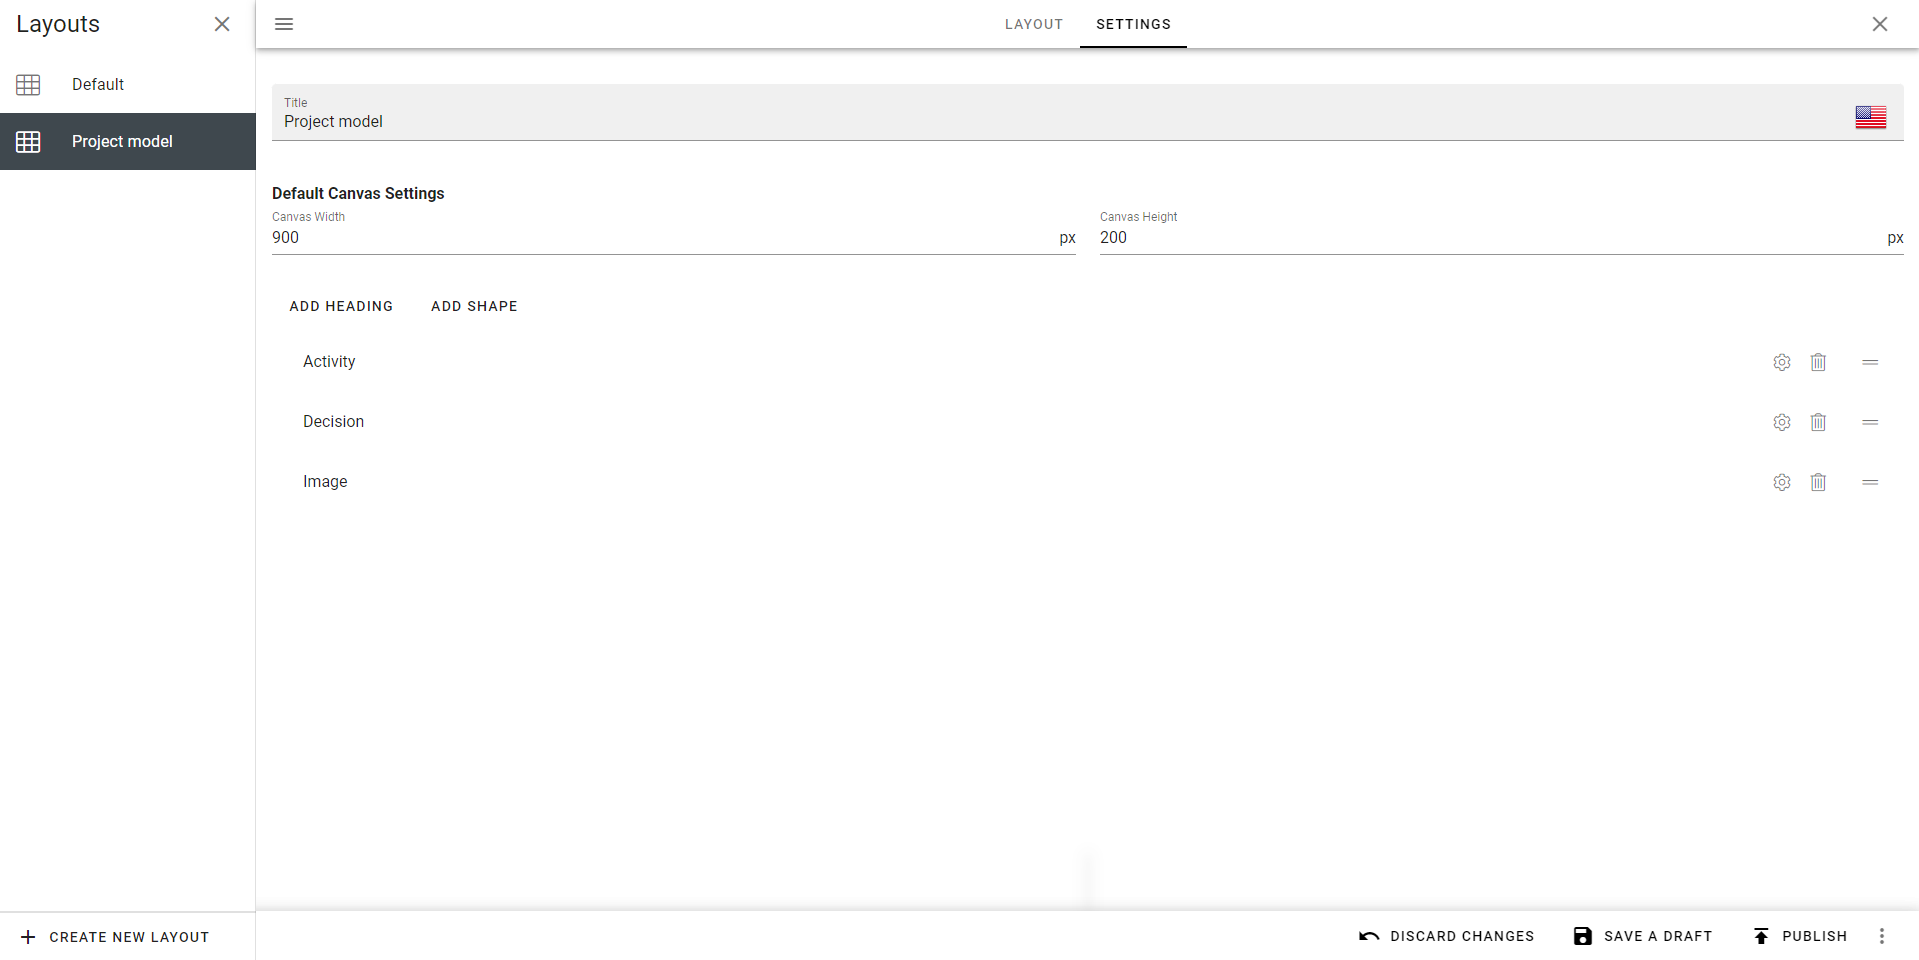 Layouts
LAYOUT
SETTINGS
Default
Project model
Title
Project model
Default Canvas Settings
Canvas Width
900 px
Canvas Height
200 px
ADD HEADING
ADD SHAPE
Activity
Decision
Image
CREATE NEW LAYOUT
DISCARD CHANGES
SAVE A DRAFT
PUBLISH